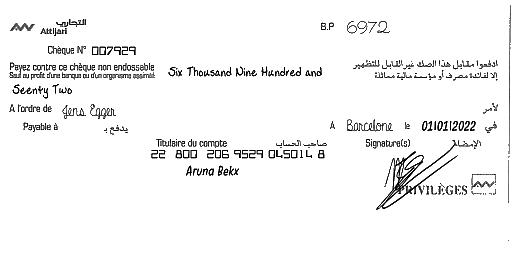 التجاري
Attijari
B.P 6972
Chèque N° 007929
Payez contre ce chèque non endossable
Sauf au profit d'une banque ou d'un organisme assimilé
Six Thousand Nine Hundred and
ادفعوا مقابل هذا الصك غير القابل للتظهير
إلا لفائدة مصرف أو مؤسسة مالية مماثلة
Seenty Two
A l'ordre de Jens Egger
لأمر
Payable à يدفع بـ
A Barcelone le 01/01/2022 في
Titulaire du compte صاحب الحساب
Signature(s) الإمضاء
22 800 206 9529 045014 8
Aruna Bekx
PRIVILÈGES